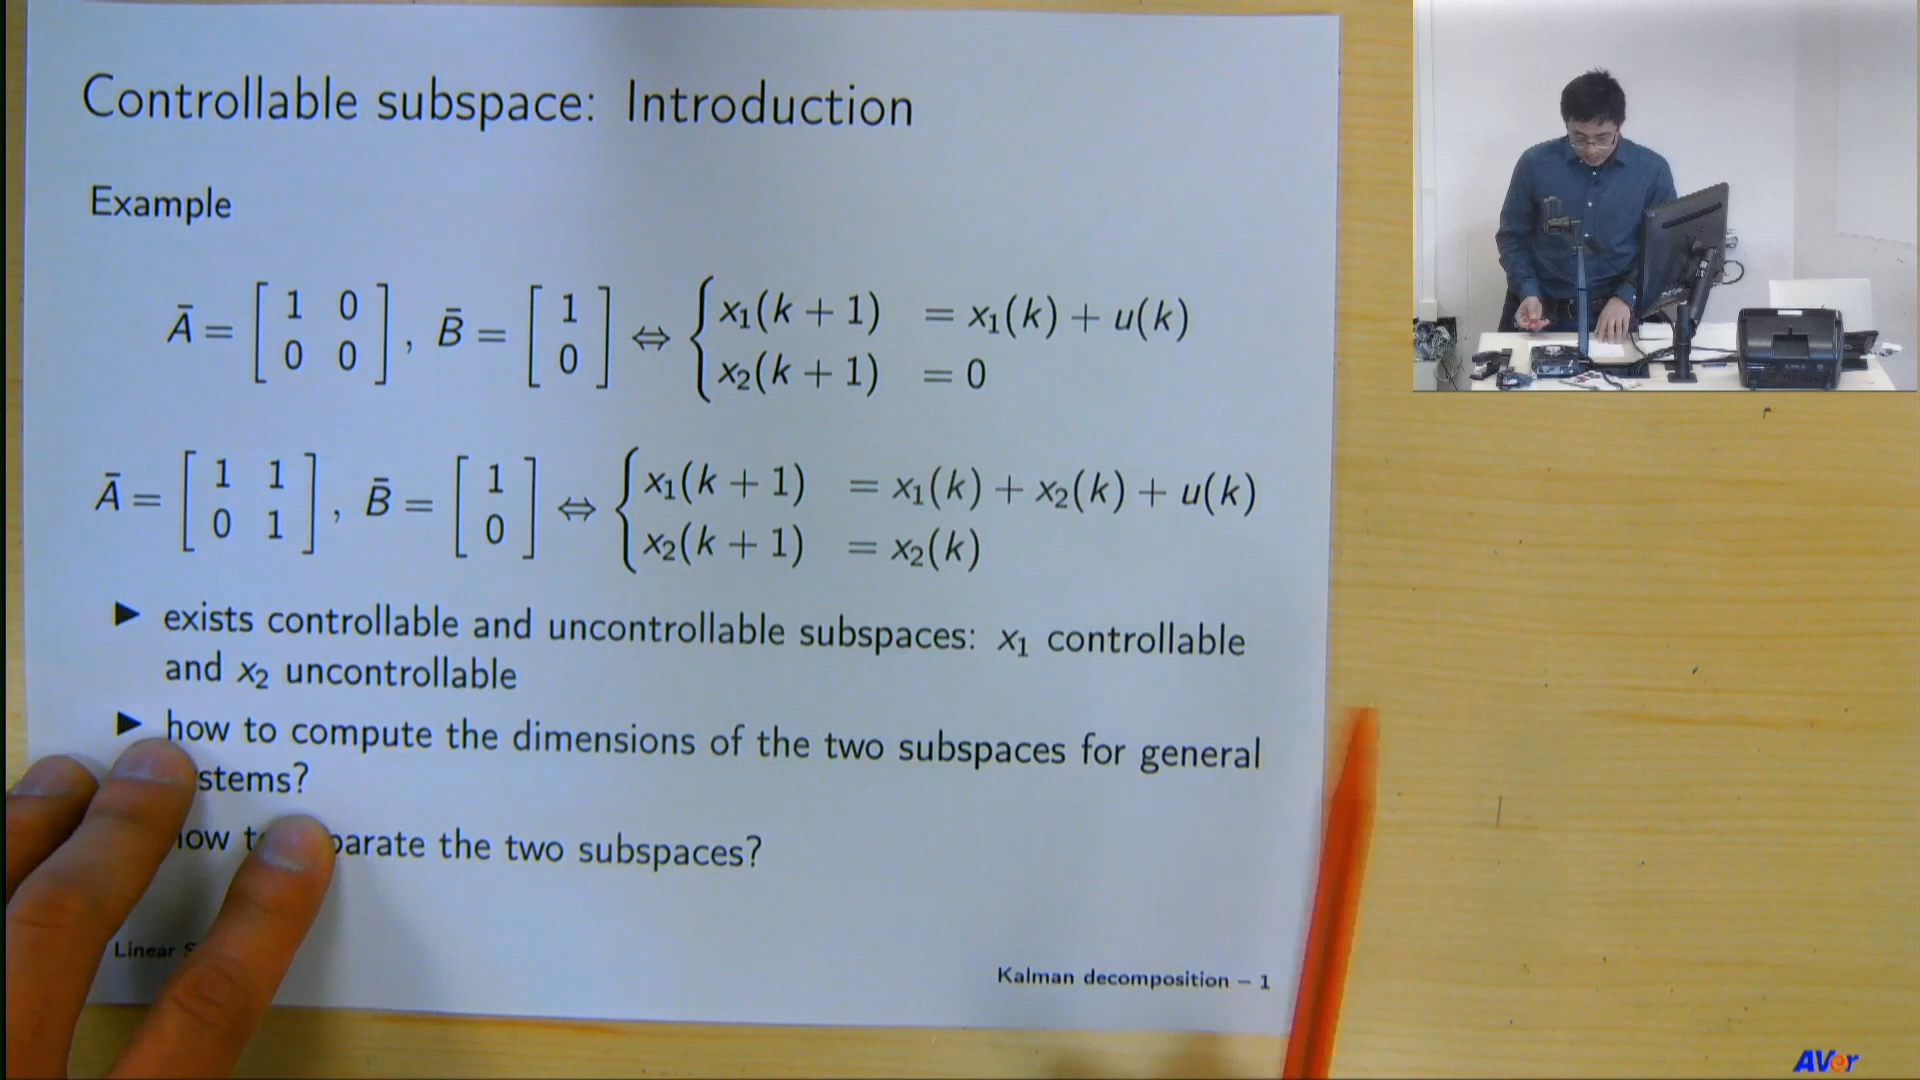 Controllable subspace: Introduction
Example
Ā = [ 1 0 ; 0 0 ], B̄ = [ 1 ; 0 ] ⇔ { x₁(k + 1) = x₁(k) + u(k)
x₂(k + 1) = 0
Ā = [ 1 1 ; 0 1 ], B̄ = [ 1 ; 0 ] ⇔ { x₁(k + 1) = x₁(k) + x₂(k) + u(k)
x₂(k + 1) = x₂(k)
▶ exists controllable and uncontrollable subspaces: x₁ controllable
and x₂ uncontrollable
▶ how to compute the dimensions of the two subspaces for general
stems?
the two subspaces?
Linear
Kalman decomposition – 1
AVer